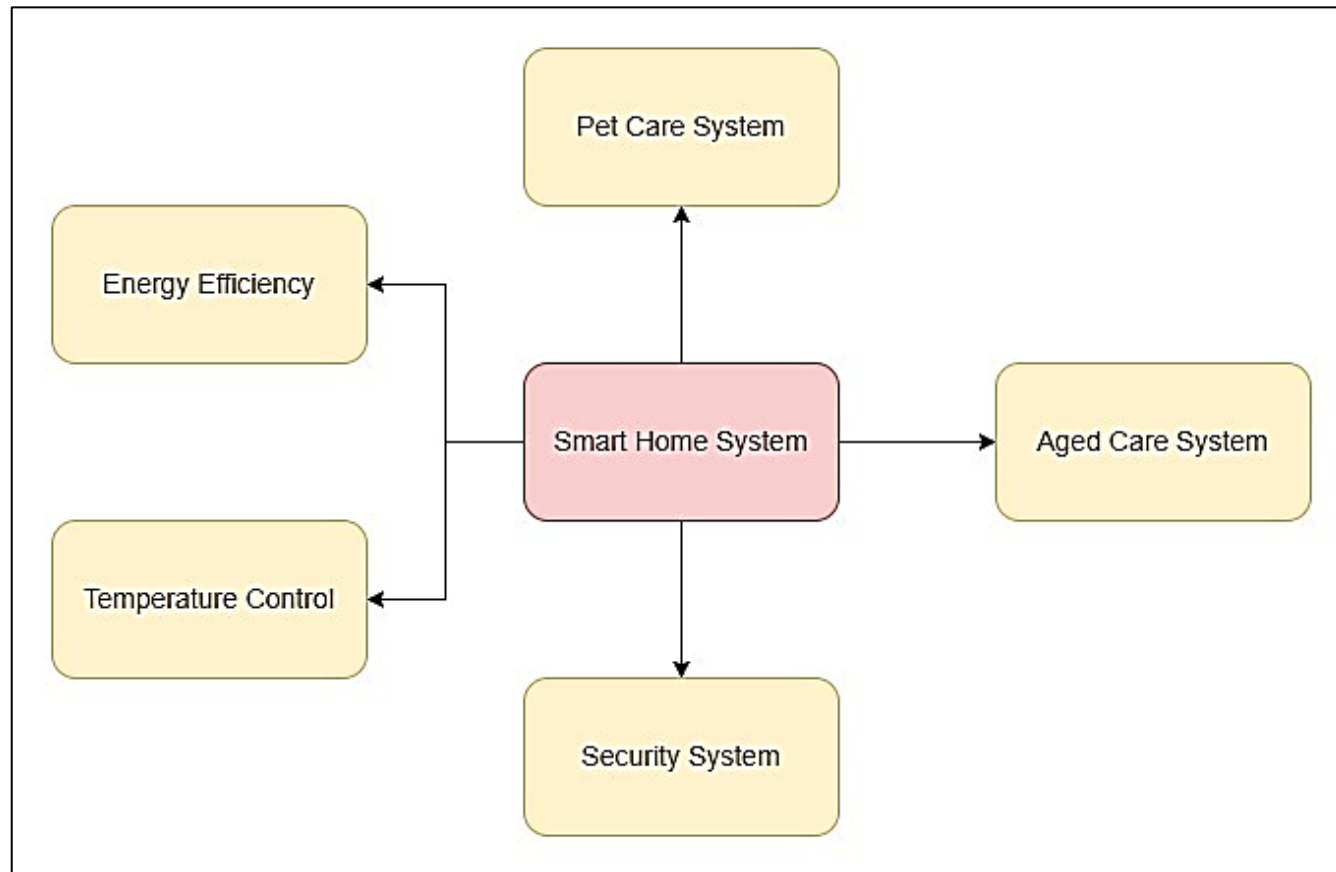 Pet Care System
Energy Efficiency
Smart Home System
Aged Care System
Temperature Control
Security System